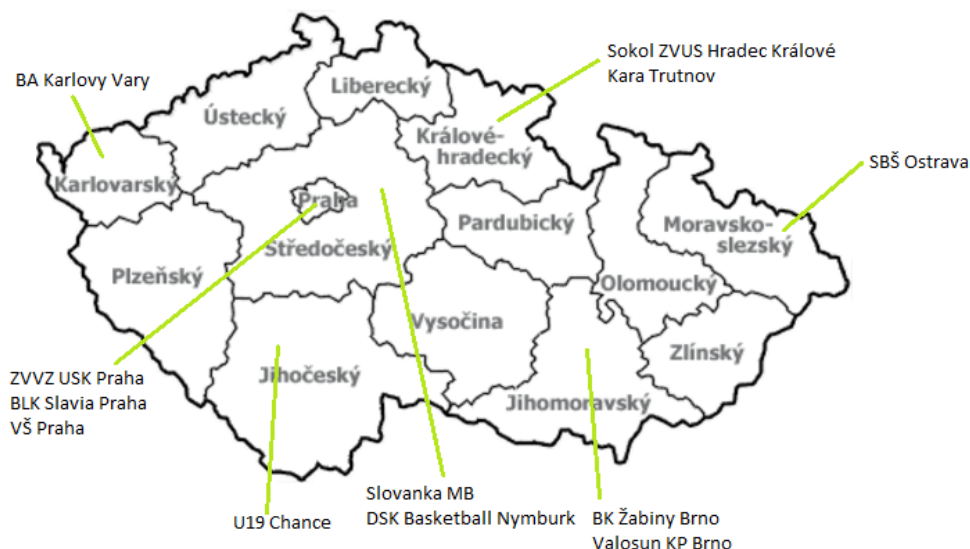 Sokol ZVUS Hradec Králové
Kara Trutnov
BA Karlovy Vary
Liberecký
Ústecký
Králové-
hradecký
SBŠ Ostrava
Karlovarský
Praha
Pardubický
Moravsko-
slezský
Středočeský
Plzeňský
Olomoucký
Vysočina
Zlínský
ZVVZ USK Praha
BLK Slavia Praha
VŠ Praha
Jihočeský
Jihomoravský
Slovanka MB
DSK Basketball Nymburk
U19 Chance
BK Žabiny Brno
Valosun KP Brno